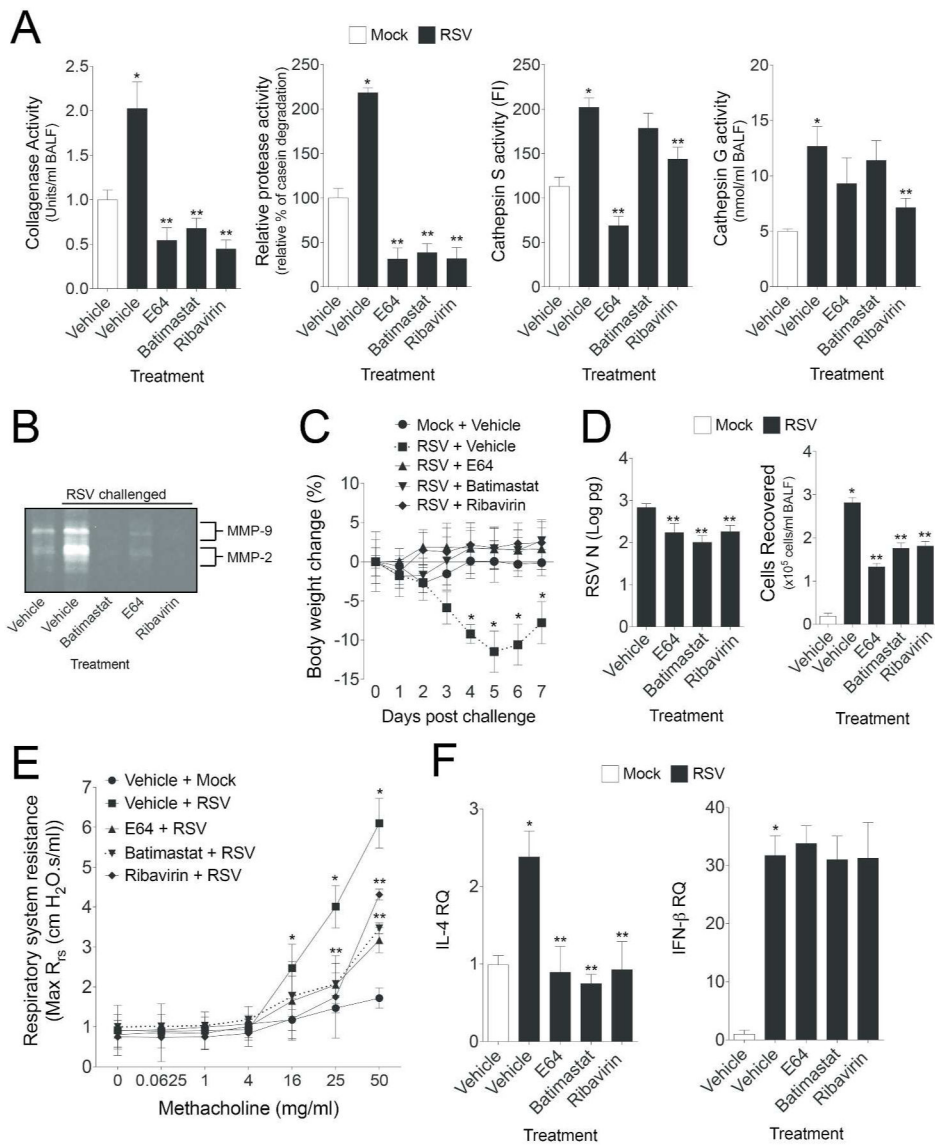 A
Mock RSV
Collagenase Activity
(Units/ml BALF)
2.5
2.0
1.5
1.0
0.5
0.0
*
**
**
**
Vehicle
Vehicle
E64
Batimastat
Ribavirin
Treatment
Relative protease activity
(relative % of casein degradation)
250
200
150
100
50
0
*
**
**
**
Vehicle
Vehicle
E64
Batimastat
Ribavirin
Treatment
Cathepsin S activity (FI)
250
200
150
100
50
0
*
**
**
Vehicle
Vehicle
E64
Batimastat
Ribavirin
Treatment
Cathepsin G activity
(nmol/ml BALF)
20
15
10
5
0
*
**
Vehicle
Vehicle
E64
Batimastat
Ribavirin
Treatment
B
RSV challenged
MMP-9
MMP-2
Vehicle
Vehicle
Batimastat
E64
Ribavirin
Treatment
C
Mock + Vehicle
RSV + Vehicle
RSV + E64
RSV + Batimastat
RSV + Ribavirin
Body weight change (%)
10
5
0
-5
-10
-15
* * * *
0 1 2 3 4 5 6 7
Days post challenge
D
Mock RSV
RSV N (Log pg)
4
3
2
1
0
**
**
**
Vehicle
E64
Batimastat
Ribavirin
Treatment
Cells Recovered
(x10⁵ cells/ml BALF)
4
3
2
1
0
*
**
**
**
Vehicle
Vehicle
E64
Batimastat
Ribavirin
Treatment
E
Vehicle + Mock
Vehicle + RSV
E64 + RSV
Batimastat + RSV
Ribavirin + RSV
Respiratory system resistance
(Max Rrs (cm H₂O.s/ml))
7
6
5
4
3
2
1
0
*
*
*
**
**
**
0 0.0625 1 4 16 25 50
Methacholine (mg/ml)
F
Mock RSV
IL-4 RQ
3
2
1
0
*
**
**
**
Vehicle
Vehicle
E64
Batimastat
Ribavirin
Treatment
IFN-β RQ
40
30
20
10
0
*
Vehicle
Vehicle
E64
Batimastat
Ribavirin
Treatment